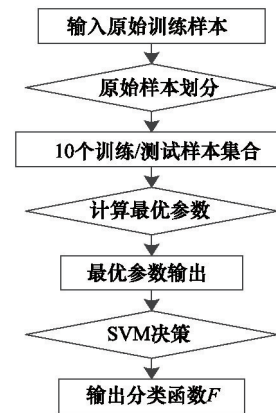 输入原始训练样本
原始样本划分
10个训练/测试样本集合
计算最优参数
最优参数输出
SVM决策
输出分类函数F